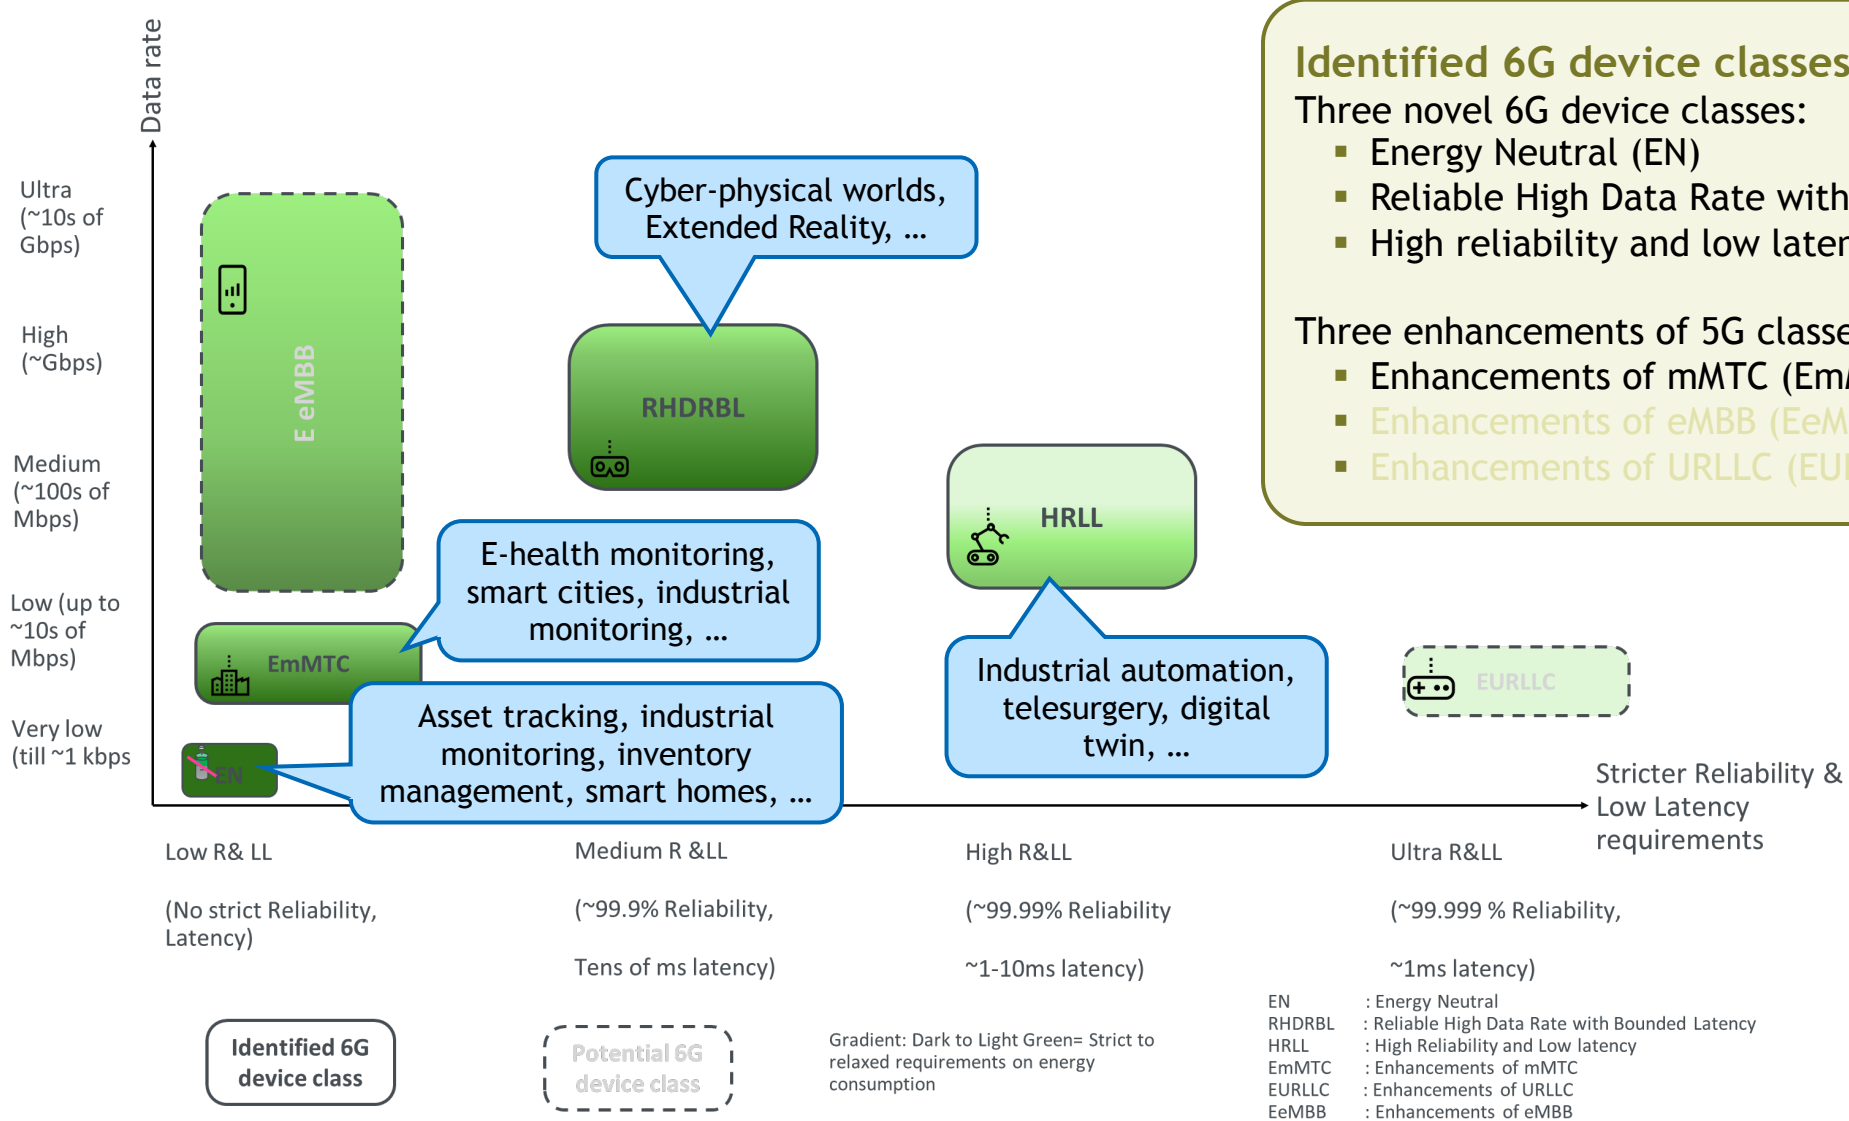 Data rate
Ultra
(~10s of
Gbps)
High
(~Gbps)
Medium
(~100s of
Mbps)
Low (up to
~10s of
Mbps)
Very low
(till ~1 kbps
E eMBB
Cyber-physical worlds,
Extended Reality, …
RHDRBL
E-health monitoring,
smart cities, industrial
monitoring, …
EmMTC
HRLL
Asset tracking, industrial
monitoring, inventory
management, smart homes, …
EN
Industrial automation,
telesurgery, digital
twin, …
EURLLC
Identified 6G device classes
Three novel 6G device classes:
▪ Energy Neutral (EN)
▪ Reliable High Data Rate with
▪ High reliability and low laten
Three enhancements of 5G classe
▪ Enhancements of mMTC (EmM
▪ Enhancements of eMBB (EeM
▪ Enhancements of URLLC (EU
Stricter Reliability &
Low Latency
requirements
Low R& LL
(No strict Reliability,
Latency)
Medium R &LL
(~99.9% Reliability,
Tens of ms latency)
High R&LL
(~99.99% Reliability
~1-10ms latency)
Ultra R&LL
(~99.999 % Reliability,
~1ms latency)
Identified 6G
device class
Potential 6G
device class
Gradient: Dark to Light Green= Strict to
relaxed requirements on energy
consumption
EN : Energy Neutral
RHDRBL : Reliable High Data Rate with Bounded Latency
HRLL : High Reliability and Low latency
EmMTC : Enhancements of mMTC
EURLLC : Enhancements of URLLC
EeMBB : Enhancements of eMBB